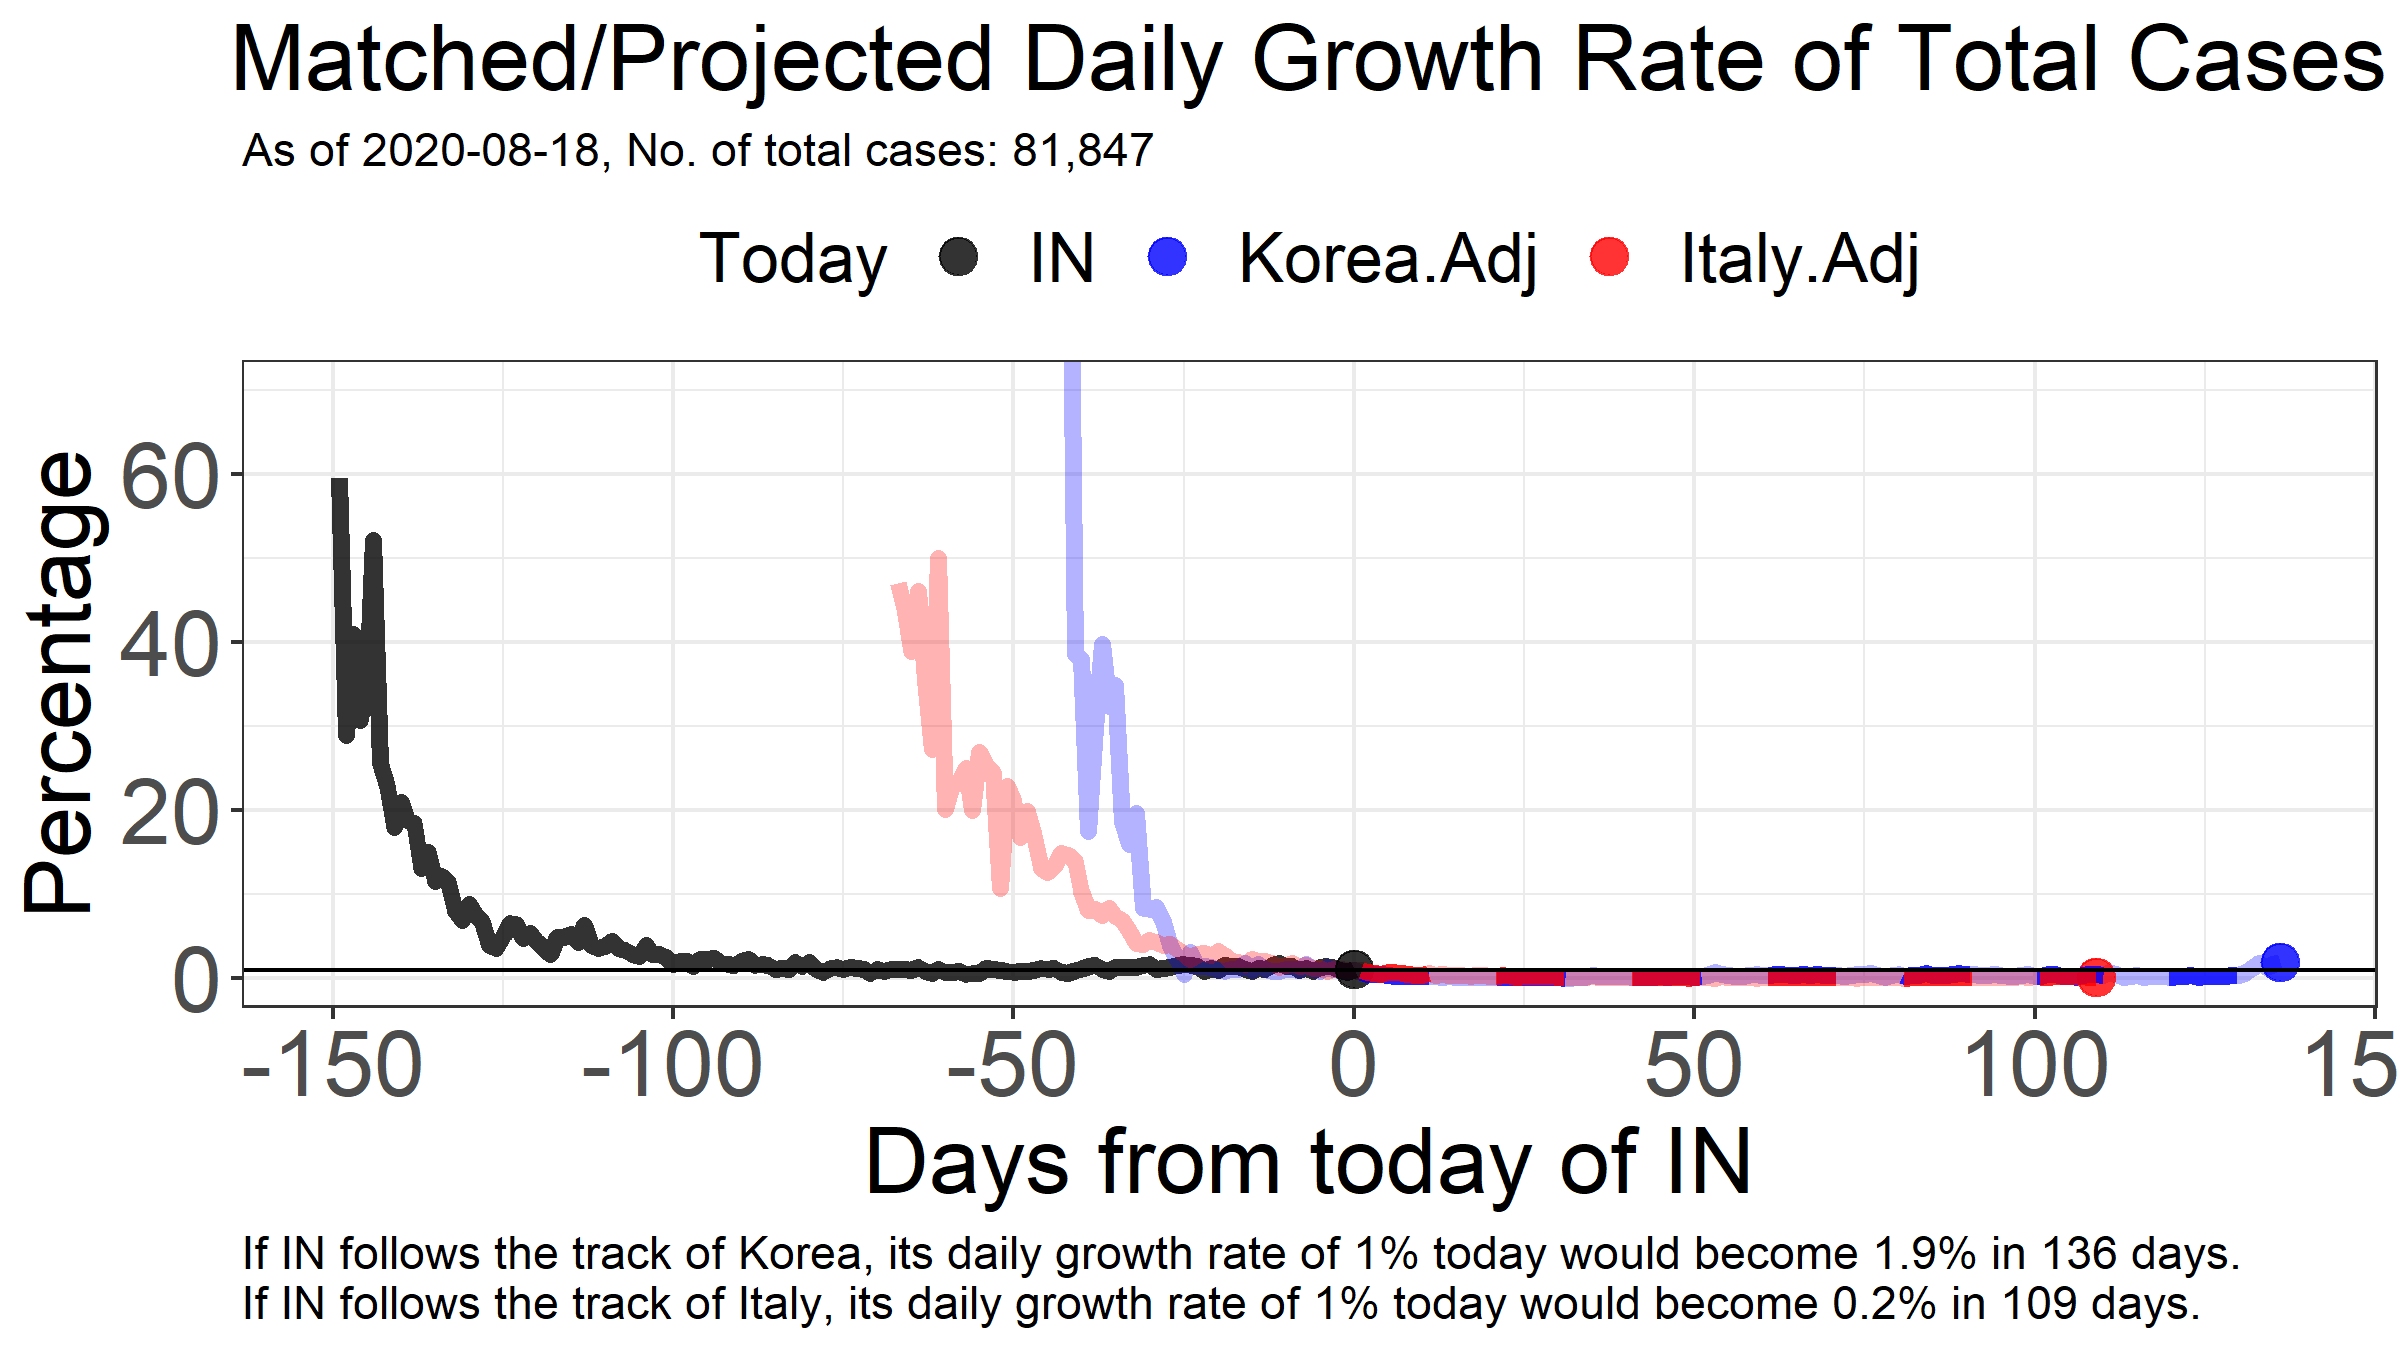 Matched/Projected Daily Growth Rate of Total Cases
As of 2020-08-18, No. of total cases: 81,847
Today IN Korea.Adj Italy.Adj
Percentage
60
40
20
0
-150 -100 -50 0 50 100 15
Days from today of IN
If IN follows the track of Korea, its daily growth rate of 1% today would become 1.9% in 136 days.
If IN follows the track of Italy, its daily growth rate of 1% today would become 0.2% in 109 days.